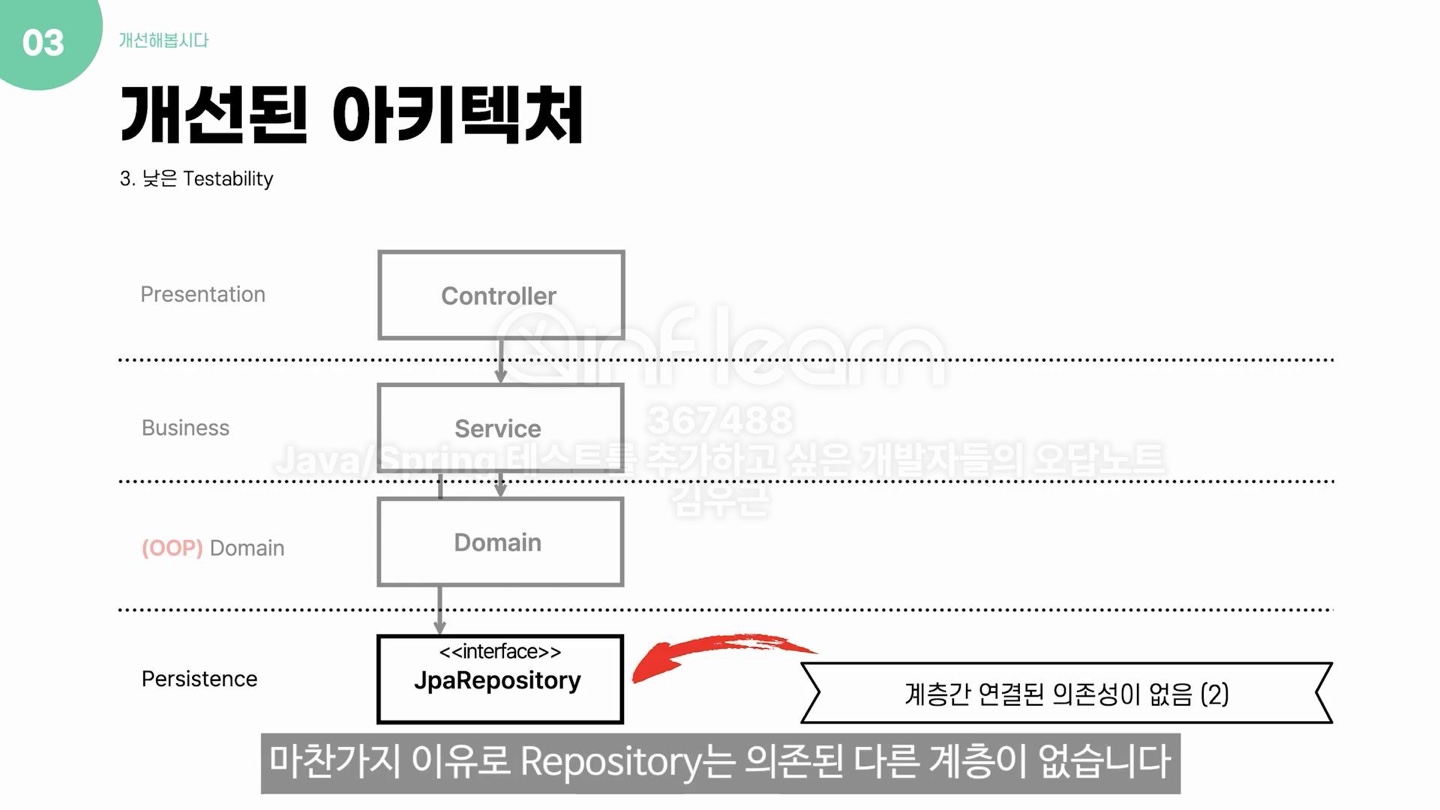 03
개선해봅시다
개선된 아키텍처
3. 낮은 Testability
Presentation
Controller
inflearn
Business
Service
367488
Java/Spring 테스트를 추가하고 싶은 개발자들의 오답노트
김우근
(OOP) Domain
Domain
Persistence
<<interface>>
JpaRepository
계층간 연결된 의존성이 없음 (2)
마찬가지 이유로 Repository는 의존된 다른 계층이 없습니다